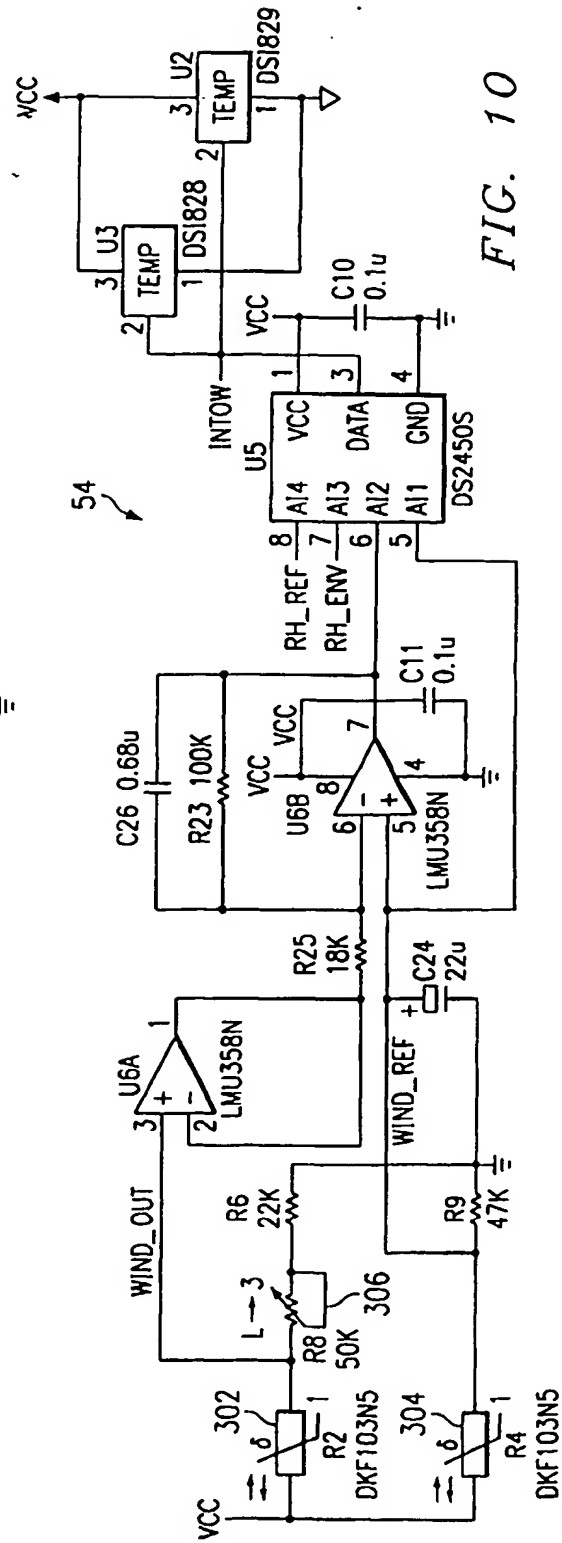 VCC
302
δ
1
R2
DKF103N5
304
δ
1
R4
DKF103N5
WIND_OUT
L → 3
R8
50K
306
R6
22K
R9
47K
3
+
2
-
1
U6A
LMU358N
WIND_REF
+
C24
22u
R25
18K
C26 0.68u
R23 100K
VCC
VCC
U6B
8
6
-
5
+
7
4
LMU358N
C11
0.1u
54
RH_REF
RH_ENV
8
7
6
5
AI4
AI3
AI2
AI1
U5
VCC
DATA
GND
DS2450S
1
3
4
VCC
C10
0.1u
INTOW
U3
3
TEMP
2
1
DS1828
VCC
U2
3
TEMP
2
1
DS1829
FIG. 10